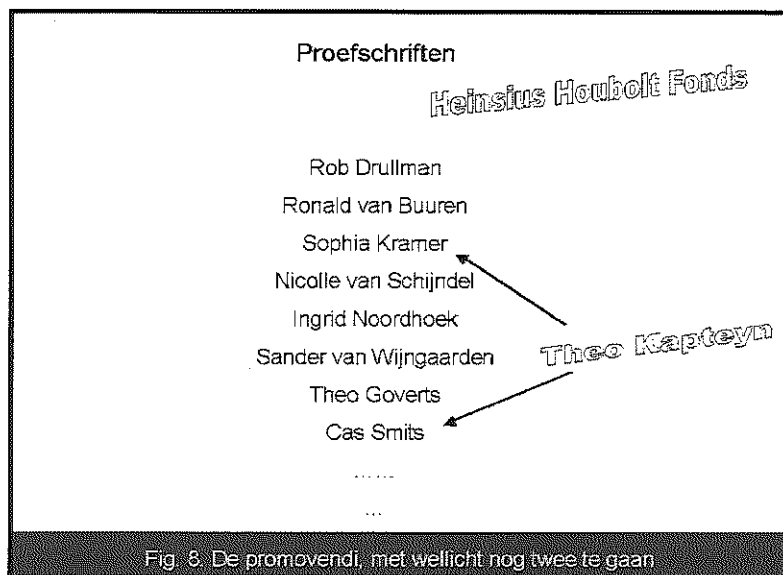 Proefschriften
Heinsius Houbolt Fonds
Rob Drullman
Ronald van Buuren
Sophia Kramer
Nicolle van Schijndel
Ingrid Noordhoek
Sander van Wijngaarden
Theo Kapteyn
Theo Goverts
Cas Smits
... ...
...
Fig. 8. De promovendi, met wellicht nog twee te gaan